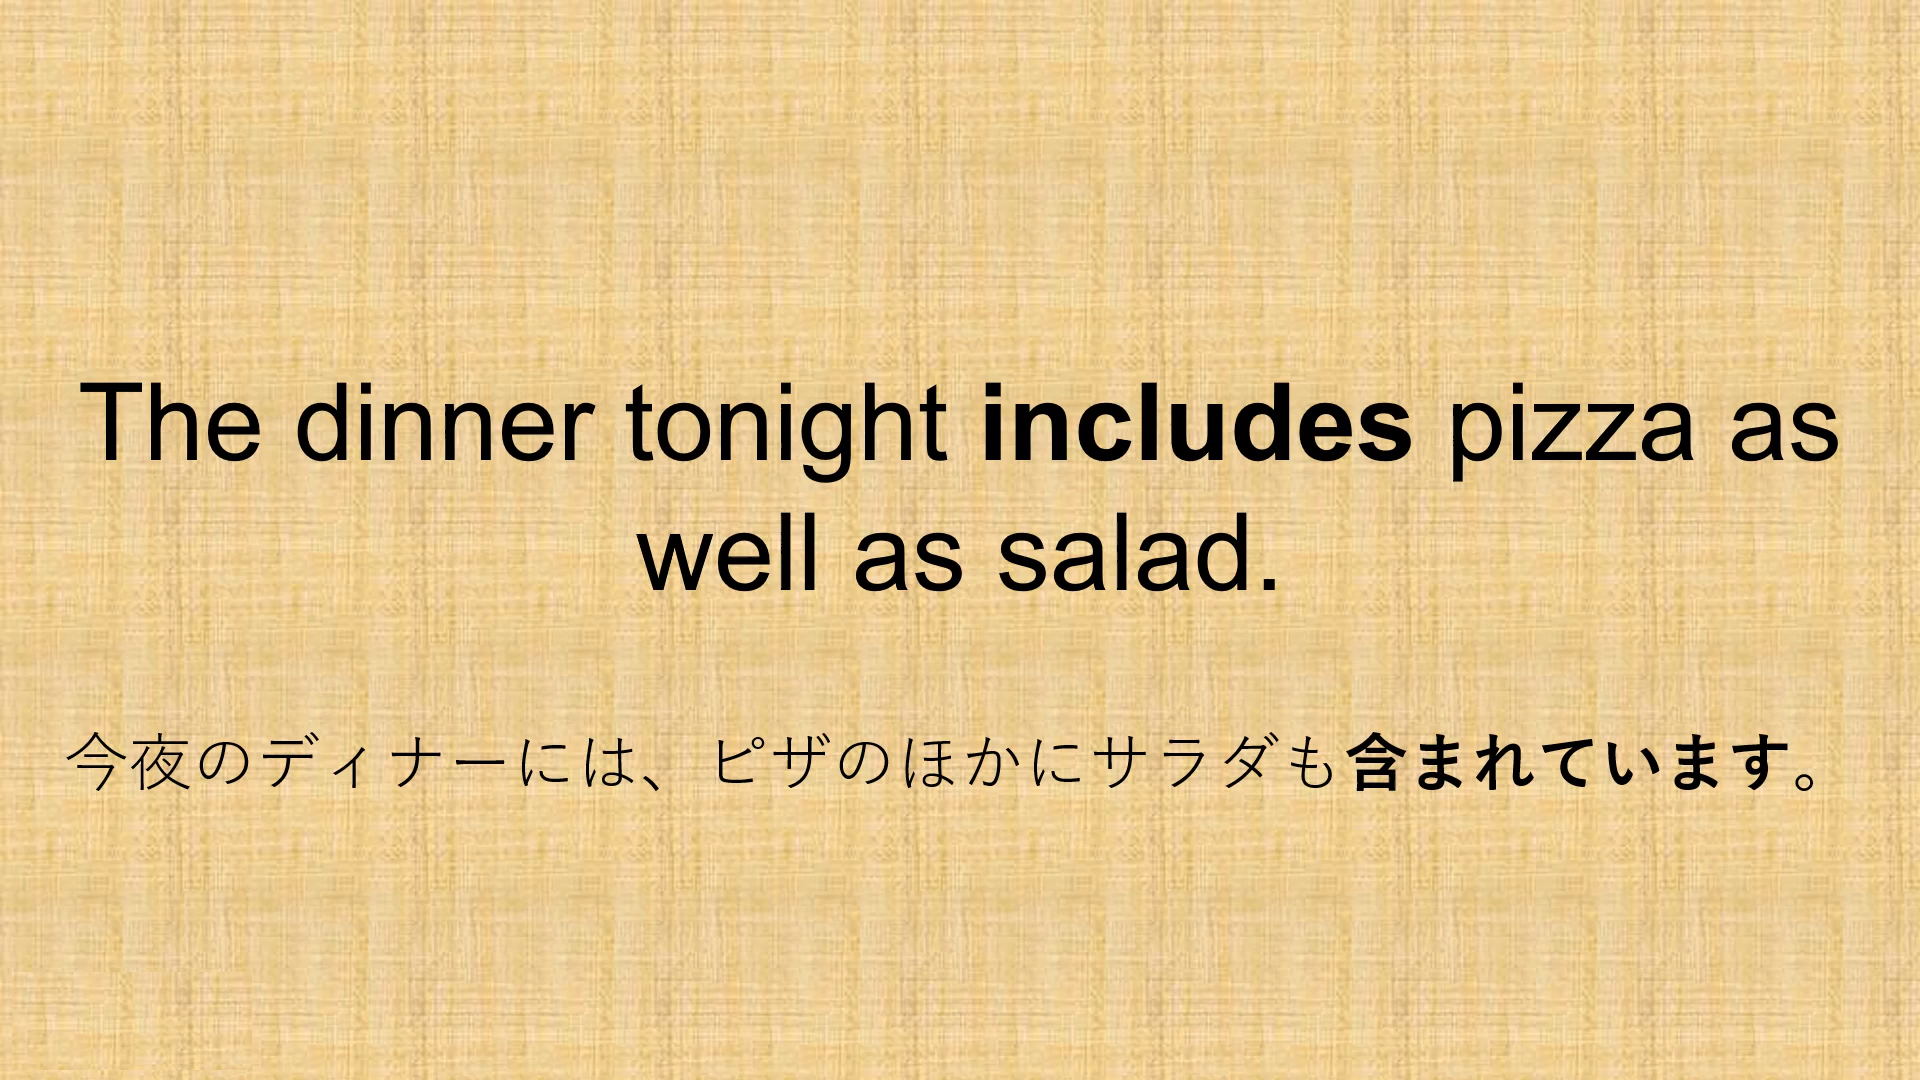 The dinner tonight includes pizza as
well as salad.
今夜のディナーには、ピザのほかにサラダも含まれています。